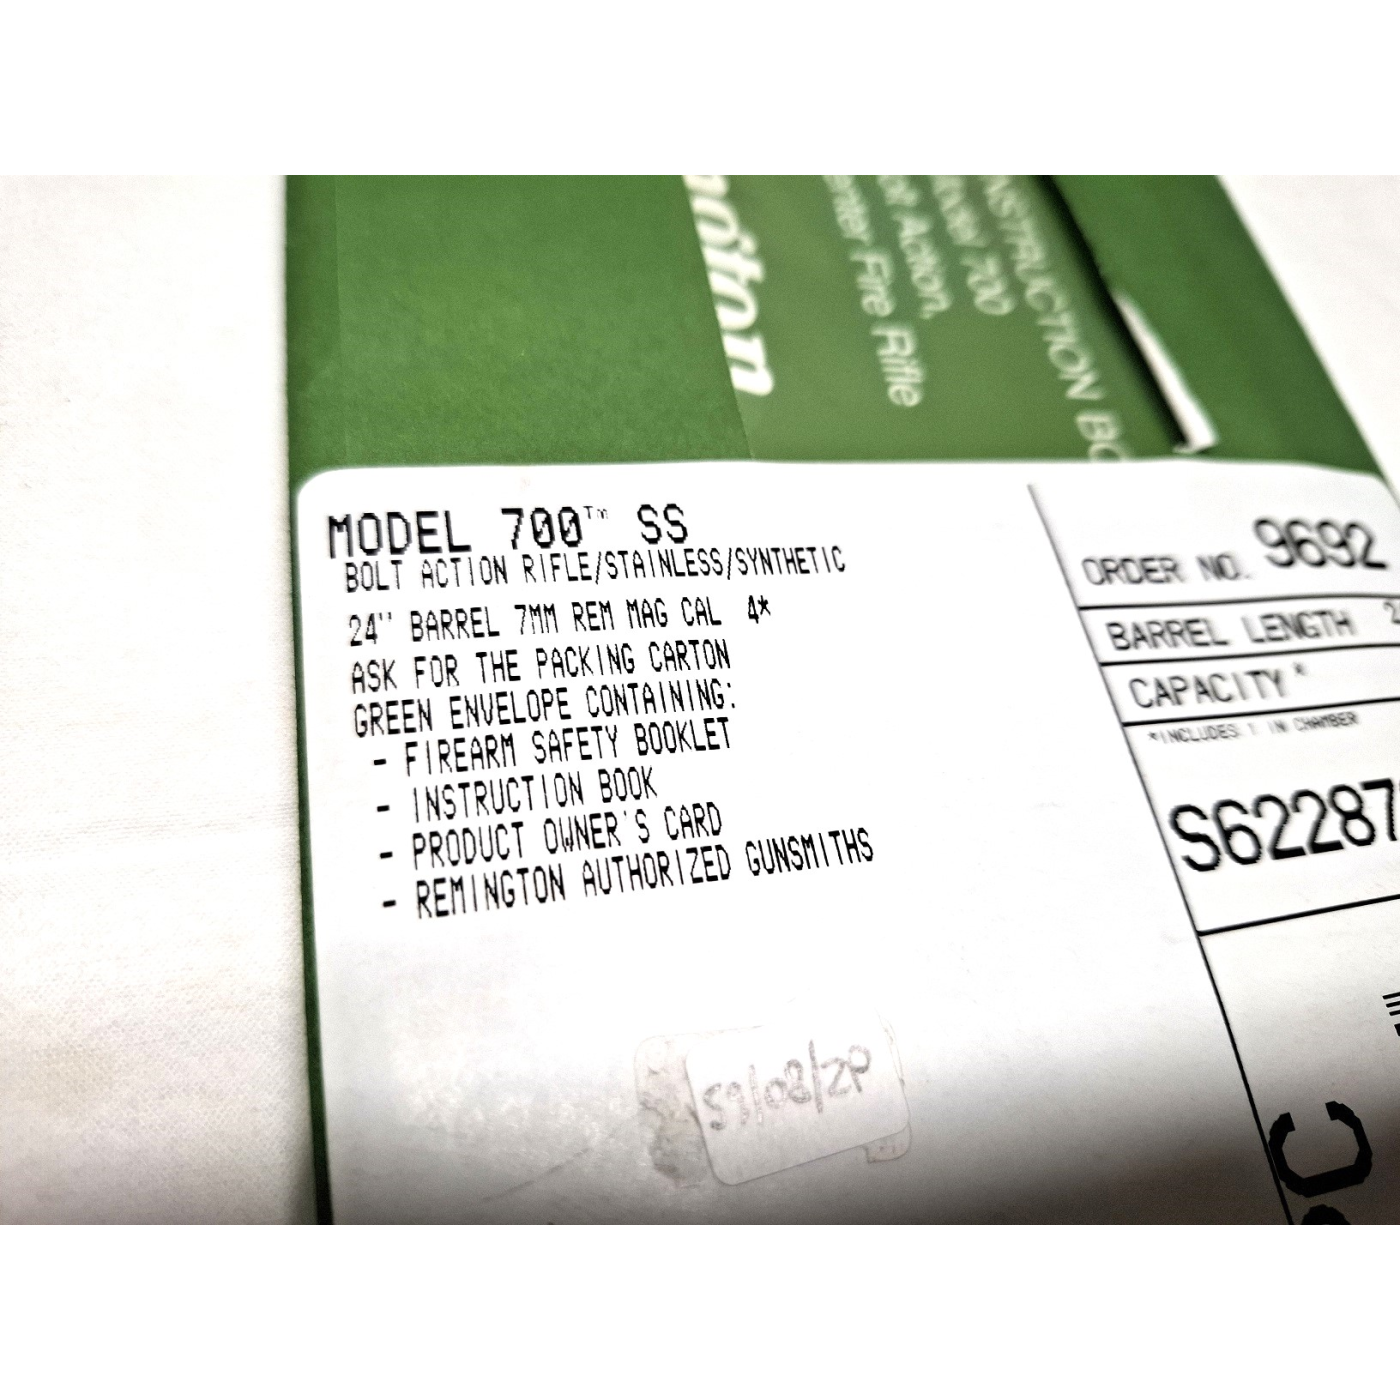 INSTRUCTION BO
Model 700
Bolt Action,
Center Fire Rifle
MODEL 700™ SS
BOLT ACTION RIFLE/STAINLESS/SYNTHETIC
24" BARREL 7MM REM MAG CAL 4*
ASK FOR THE PACKING CARTON
GREEN ENVELOPE CONTAINING:
- FIREARM SAFETY BOOKLET
- INSTRUCTION BOOK
- PRODUCT OWNER'S CARD
- REMINGTON AUTHORIZED GUNSMITHS
ORDER NO. 9692
BARREL LENGTH 2
CAPACITY *
*INCLUDES 1 IN CHAMBER
S62287